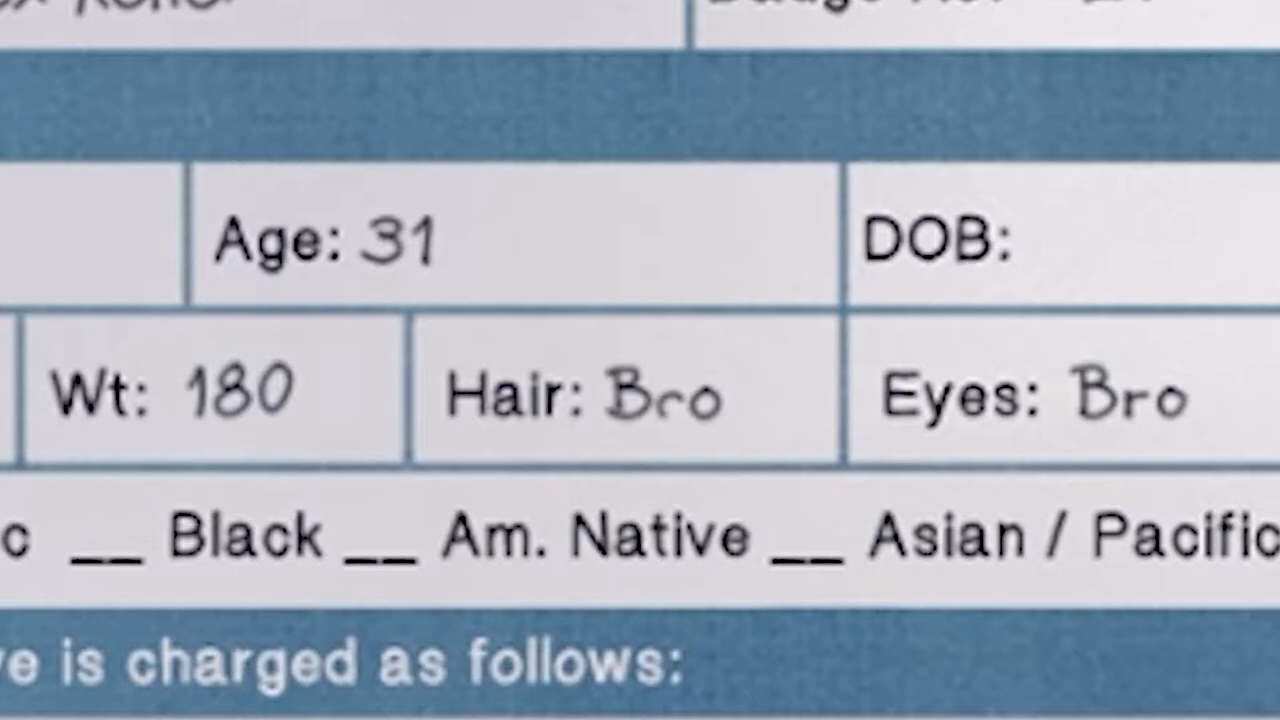 Age: 31 DOB:
Wt: 180 Hair: Bro Eyes: Bro
__ Black __ Am. Native __ Asian / Pacific
is charged as follows: